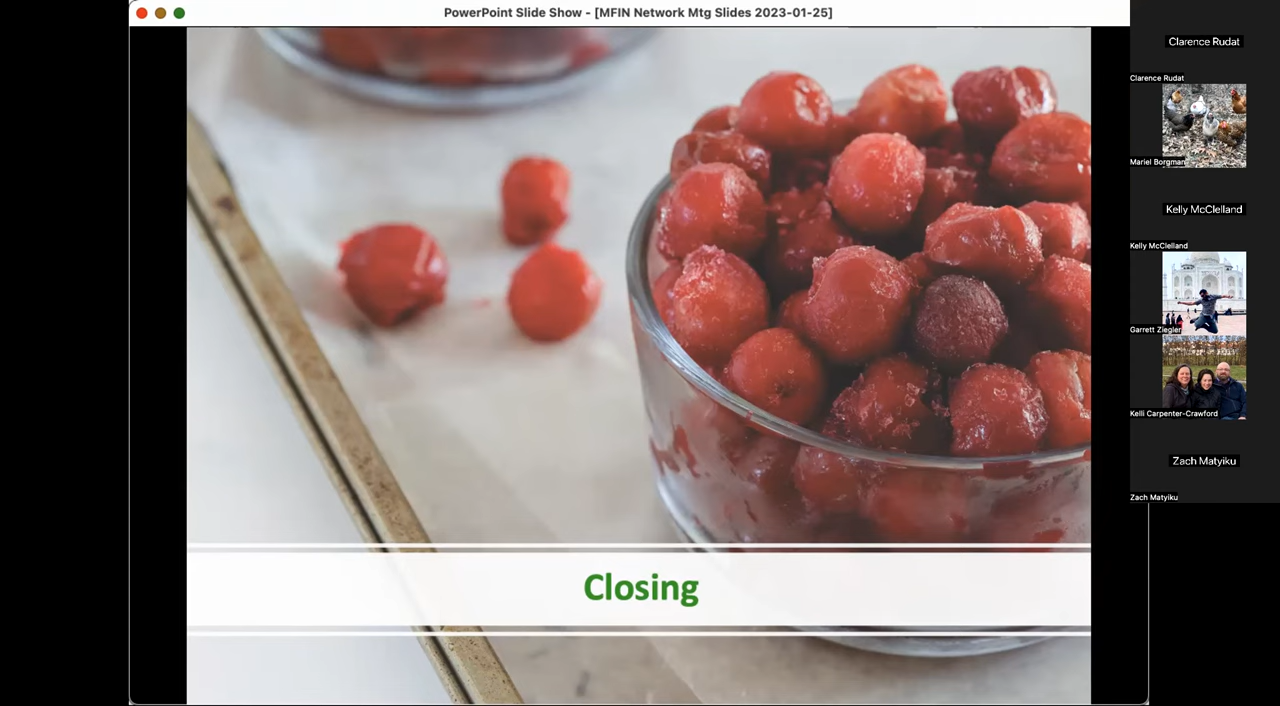 PowerPoint Slide Show - [MFIN Network Mtg Slides 2023-01-25]
Closing
Clarence Rudat
Clarence Rudat
Mariel Borgman
Kelly McClelland
Kelly McClelland
Garrett Ziegler
Kelli Carpenter-Crawford
Zach Matyiku
Zach Matyiku